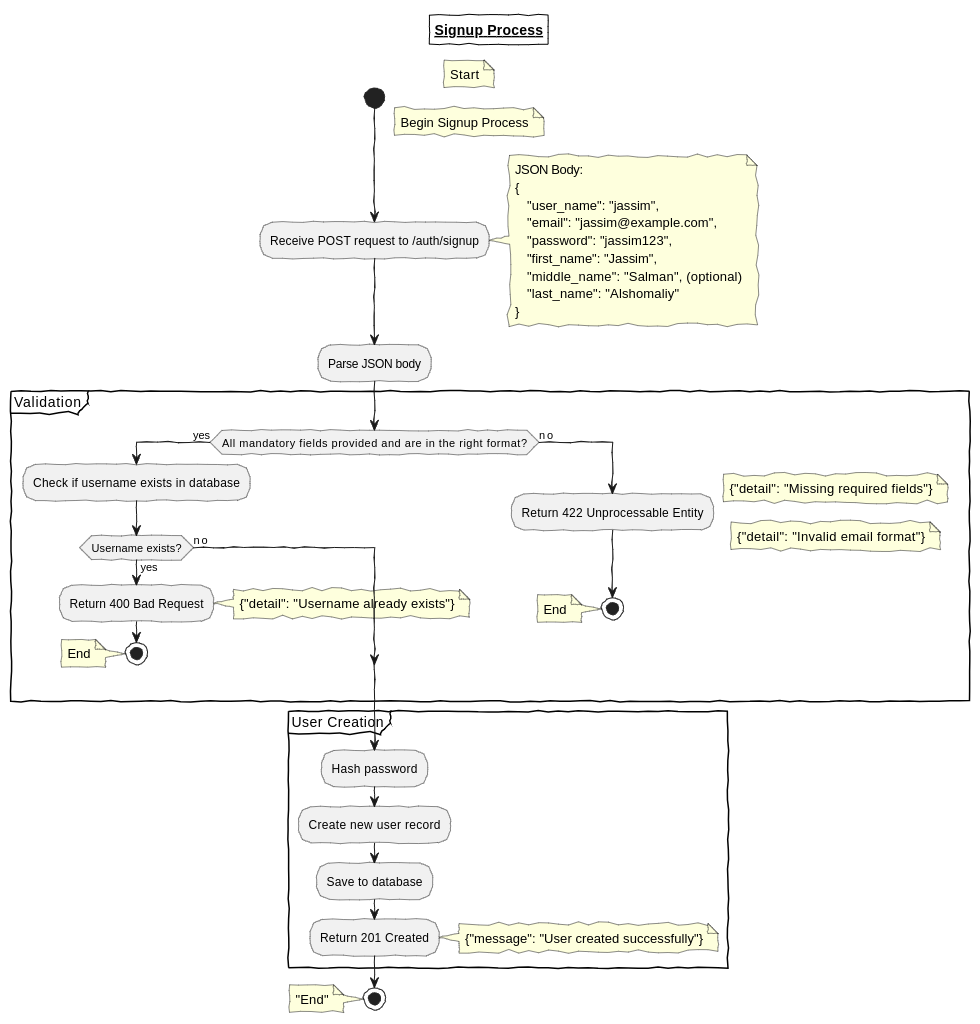 Signup Process
Start
Begin Signup Process
JSON Body:
{
"user_name": "jassim",
"email": "jassim@example.com",
"password": "jassim123",
"first_name": "Jassim",
"middle_name": "Salman", (optional)
"last_name": "Alshomaliy"
}
Receive POST request to /auth/signup
Parse JSON body
Validation
yes
All mandatory fields provided and are in the right format?
no
Check if username exists in database
{"detail": "Missing required fields"}
Return 422 Unprocessable Entity
{"detail": "Invalid email format"}
Username exists?
no
yes
Return 400 Bad Request
{"detail": "Username already exists"}
End
End
User Creation
Hash password
Create new user record
Save to database
Return 201 Created
{"message": "User created successfully"}
"End"